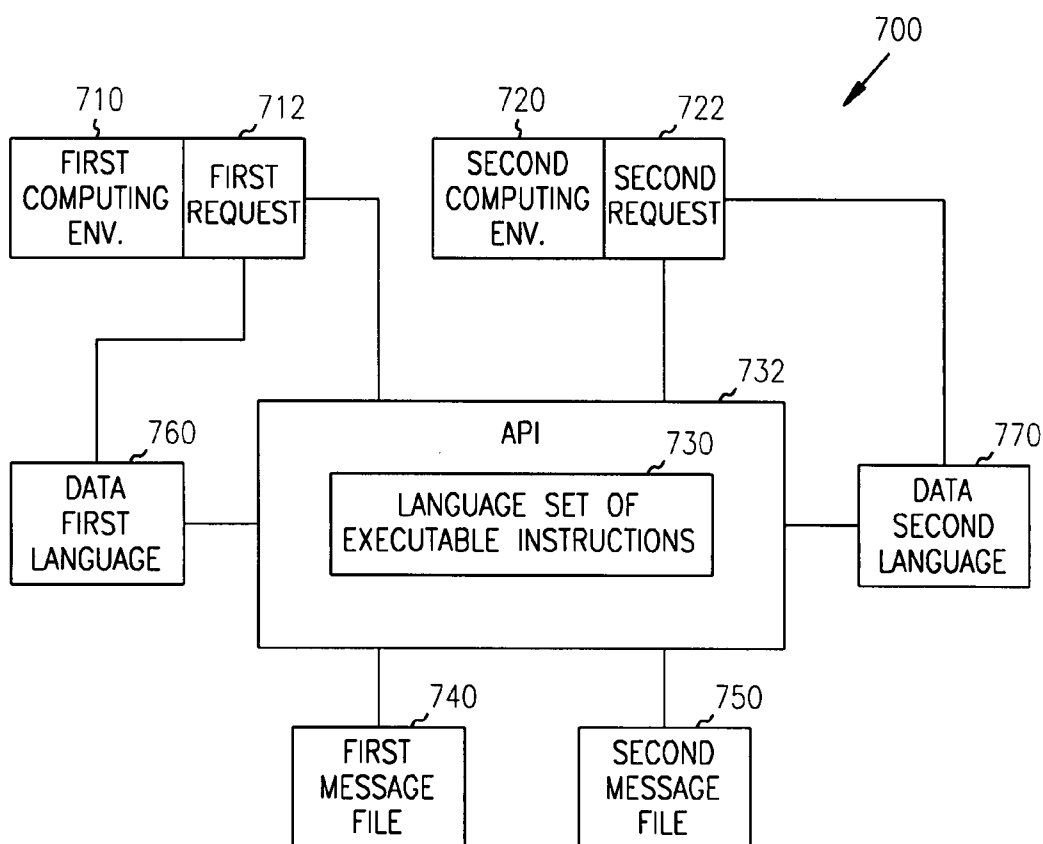 700
710
712
720
722
FIRST
COMPUTING
ENV.
FIRST
REQUEST
SECOND
COMPUTING
ENV.
SECOND
REQUEST
732
API
760
730
770
DATA
FIRST
LANGUAGE
LANGUAGE SET OF
EXECUTABLE INSTRUCTIONS
DATA
SECOND
LANGUAGE
740
750
FIRST
MESSAGE
FILE
SECOND
MESSAGE
FILE